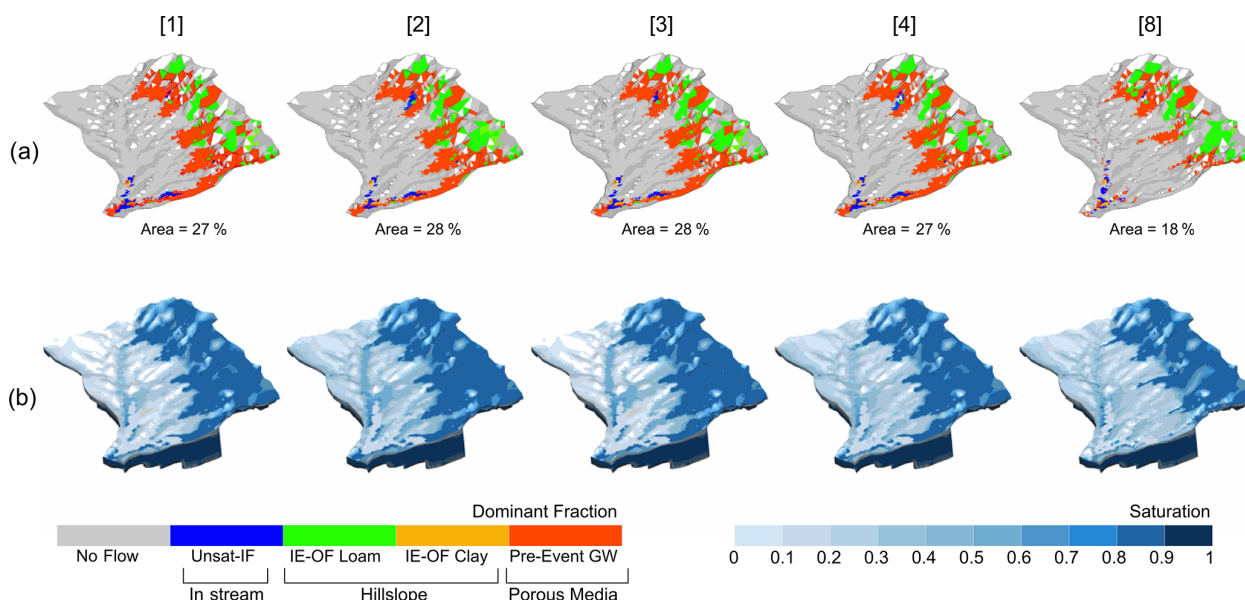 [1] [2] [3] [4] [8]
(a)
Area = 27 % Area = 28 % Area = 28 % Area = 27 % Area = 18 %
(b)
Dominant Fraction
No Flow Unsat-IF IE-OF Loam IE-OF Clay Pre-Event GW
In stream Hillslope Porous Media
Saturation
0 0.1 0.2 0.3 0.4 0.5 0.6 0.7 0.8 0.9 1